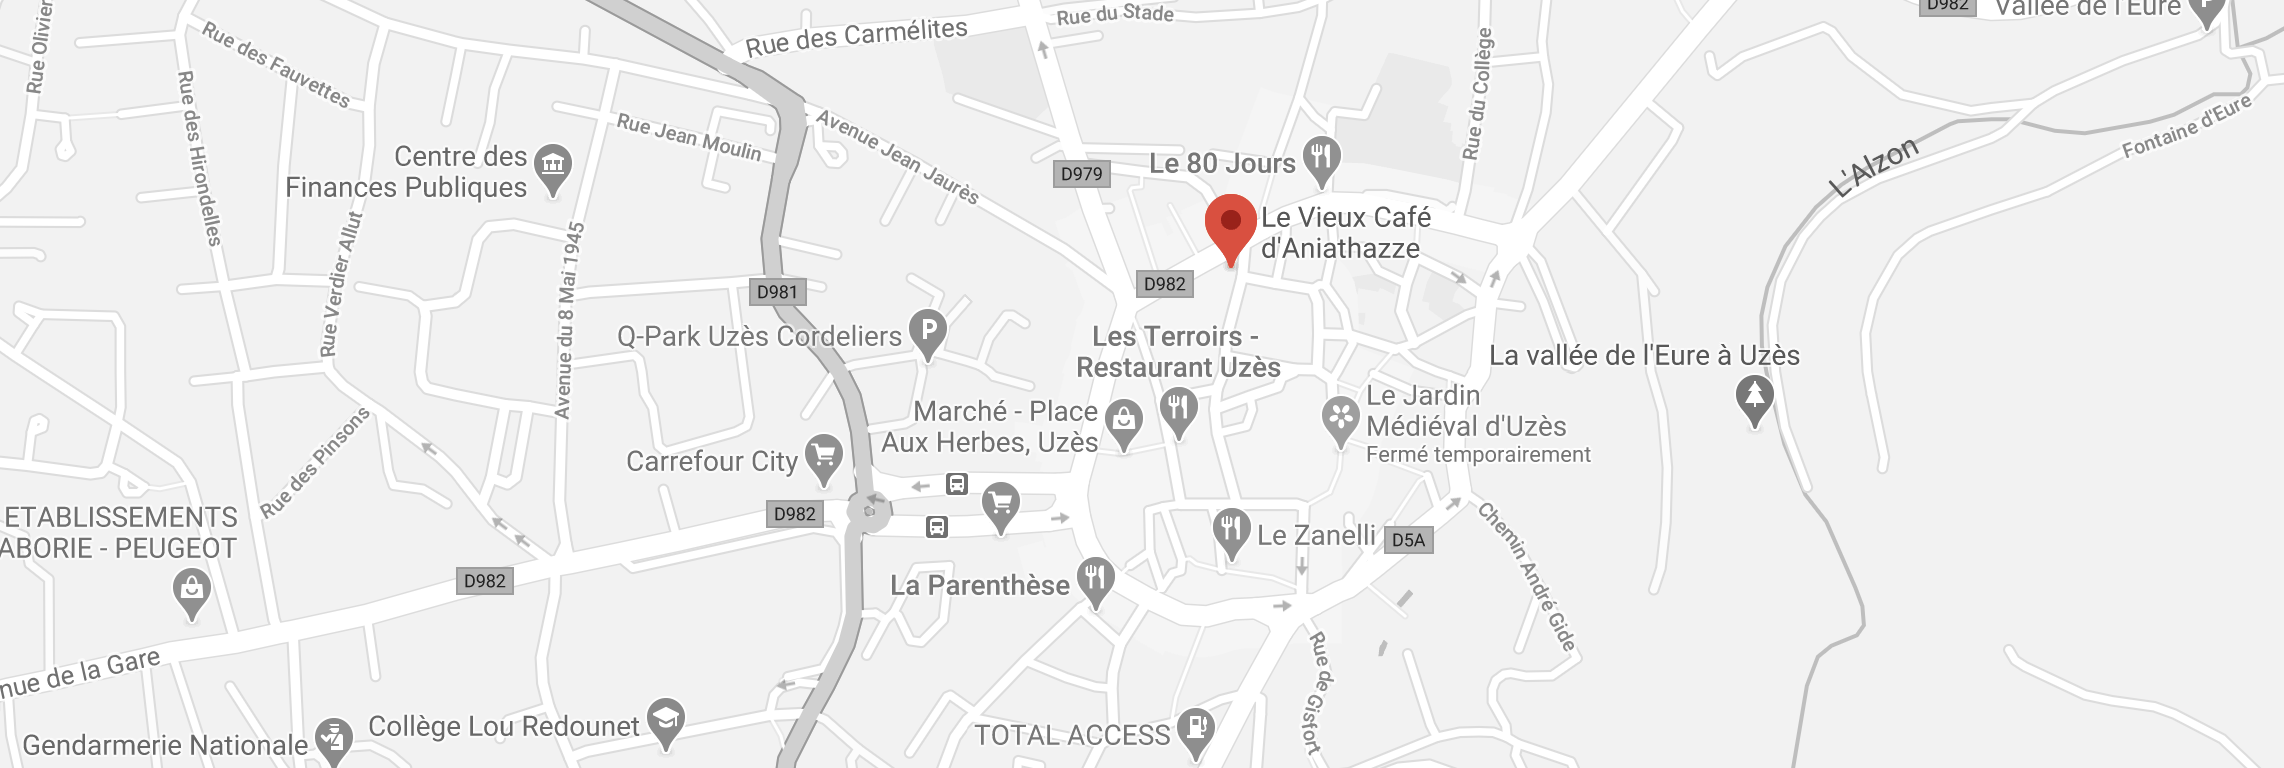 D982
Vallée de l'Eure
Rue Olivier
Rue des Fauvettes
Rue des Carmélites
Rue du Stade
Rue du Collège
Rue des Hirondelles
Rue Jean Moulin
Avenue Jean Jaurès
Fontaine d'Eure
L'Alzon
Centre des
Finances Publiques
D979
Le 80 Jours
Le Vieux Café
d'Aniathazze
Rue Verdier Allut
Avenue du 8 Mai 1945
D981
D982
Q-Park Uzès Cordeliers
Les Terroirs -
Restaurant Uzès
La vallée de l'Eure à Uzès
Le Jardin
Médiéval d'Uzès
Fermé temporairement
Marché - Place
Aux Herbes, Uzès
Rue des Pinsons
Carrefour City
D982
ETABLISSEMENTS
ABORIE - PEUGEOT
Le Zanelli
D5A
Chemin André Gide
D982
La Parenthèse
nue de la Gare
Rue de Gisfort
Gendarmerie Nationale
Collège Lou Redounet
TOTAL ACCESS